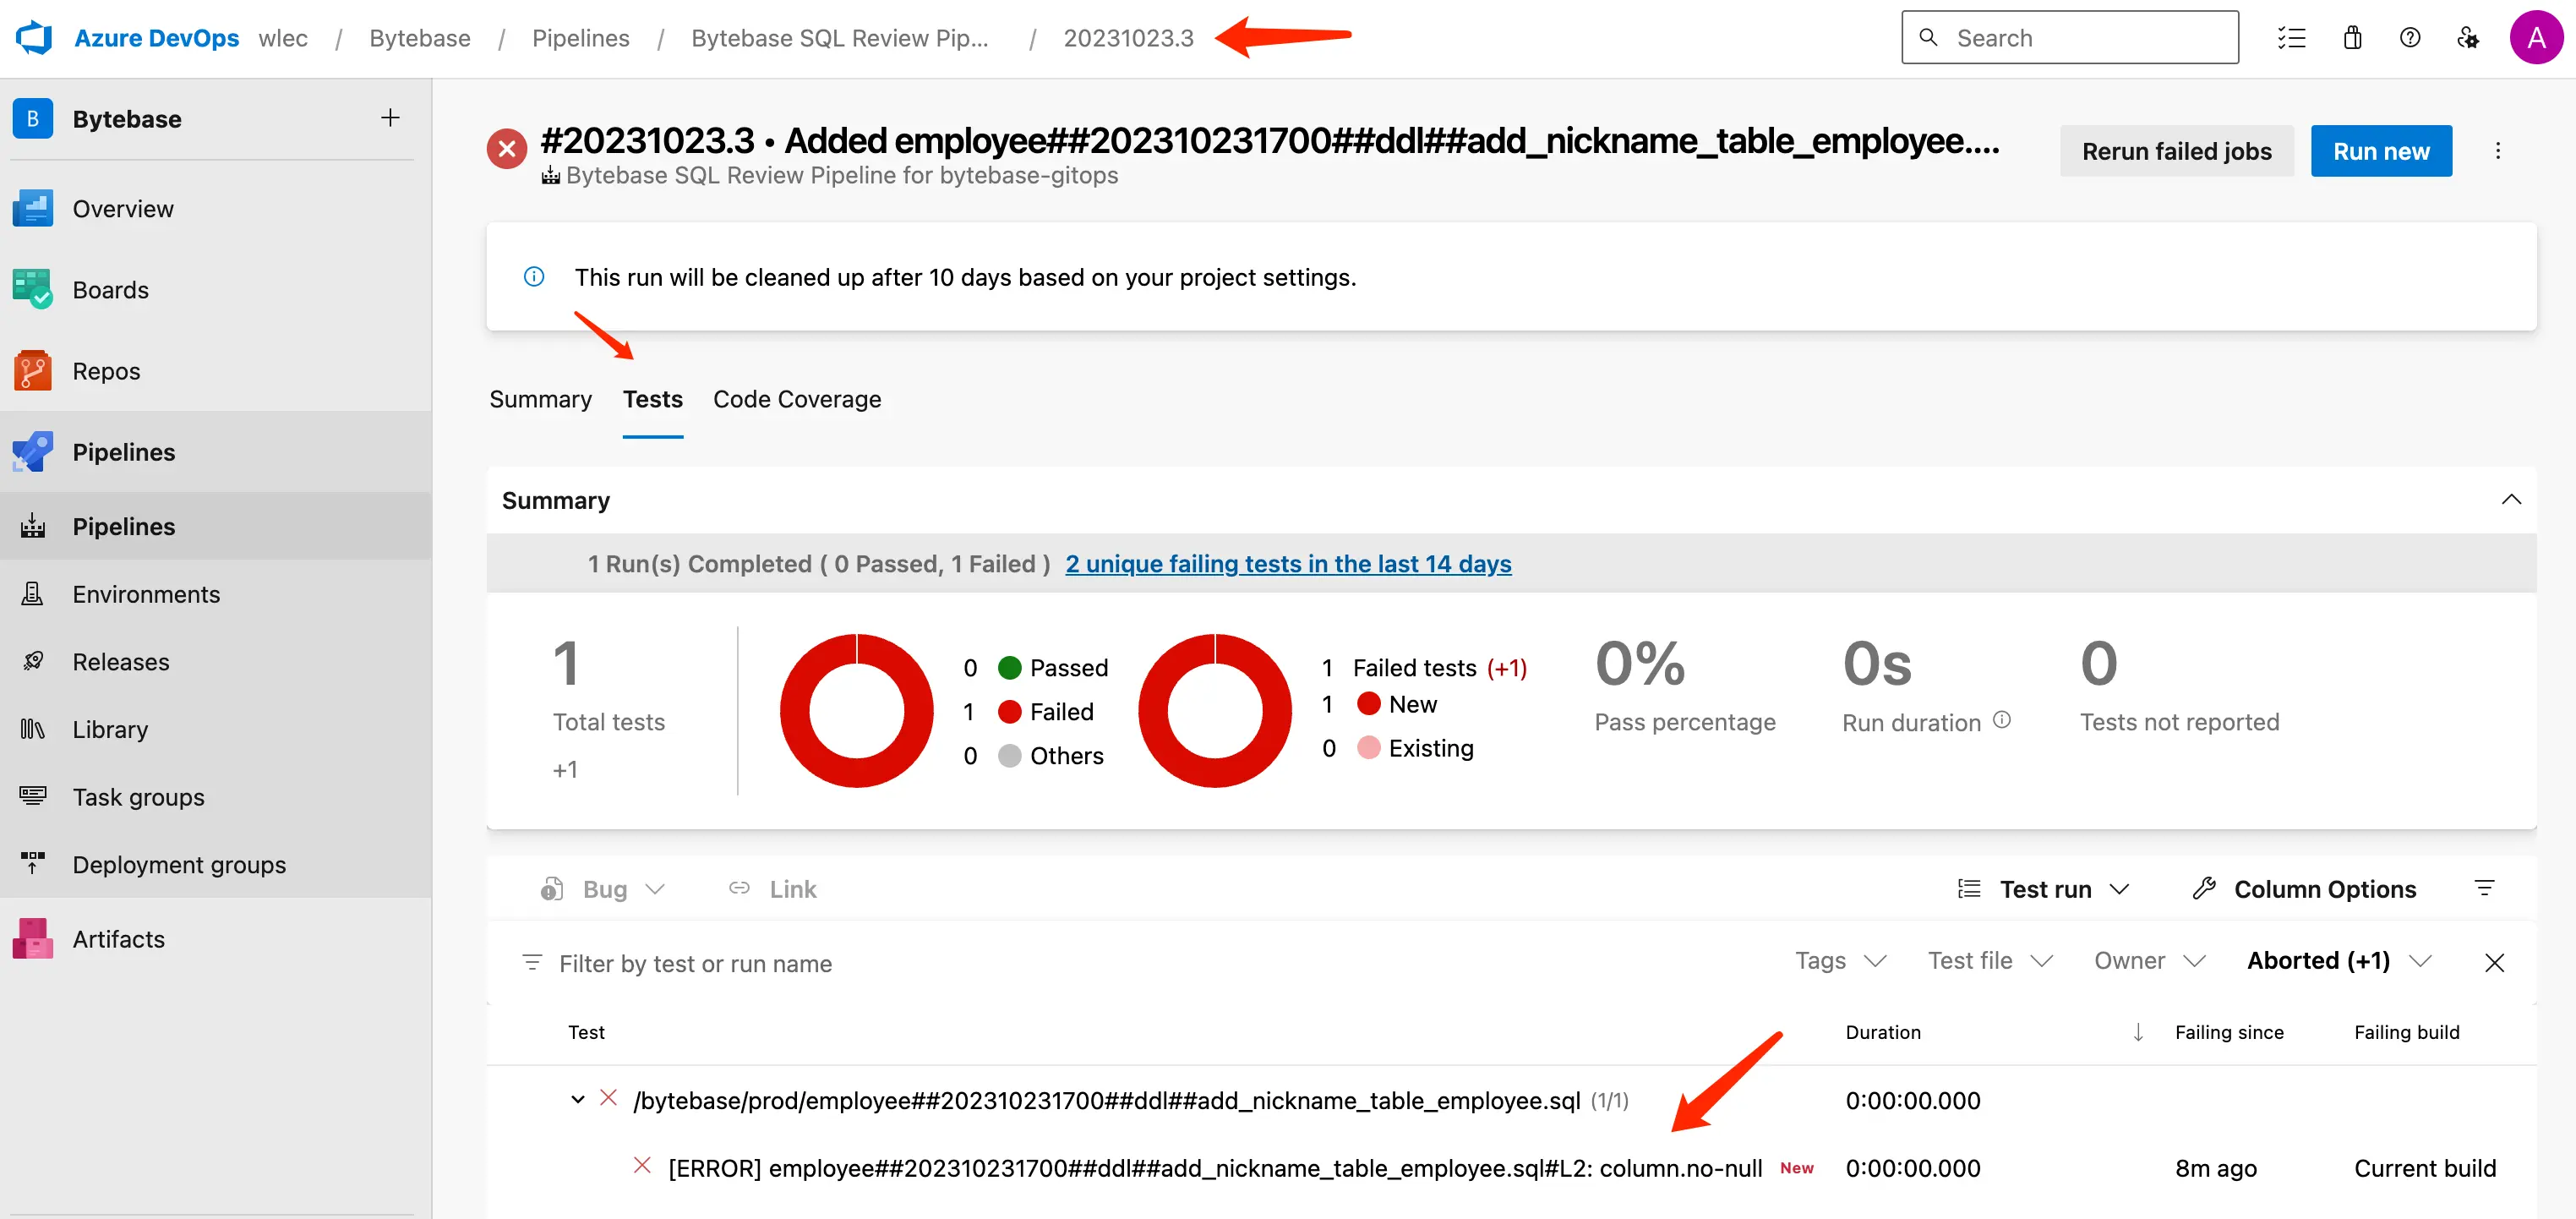 Azure DevOps wlec / Bytebase / Pipelines / Bytebase SQL Review Pip... / 20231023.3 Search A
B Bytebase
Overview
Boards
Repos
Pipelines
Pipelines
Environments
Releases
Library
Task groups
Deployment groups
Artifacts
#20231023.3 • Added employee##202310231700##ddl##add_nickname_table_employee....
Bytebase SQL Review Pipeline for bytebase-gitops
Rerun failed jobs Run new
This run will be cleaned up after 10 days based on your project settings.
Summary Tests Code Coverage
Summary
1 Run(s) Completed ( 0 Passed, 1 Failed ) 2 unique failing tests in the last 14 days
1
Total tests
+1
0 Passed
1 Failed
0 Others
1 Failed tests (+1)
1 New
0 Existing
0%
Pass percentage
0s
Run duration
0
Tests not reported
Bug Link Test run Column Options
Filter by test or run name Tags Test file Owner Aborted (+1)
Test Duration Failing since Failing build
/bytebase/prod/employee##202310231700##ddl##add_nickname_table_employee.sql (1/1) 0:00:00.000
[ERROR] employee##202310231700##ddl##add_nickname_table_employee.sql#L2: column.no-null New 0:00:00.000 8m ago Current build